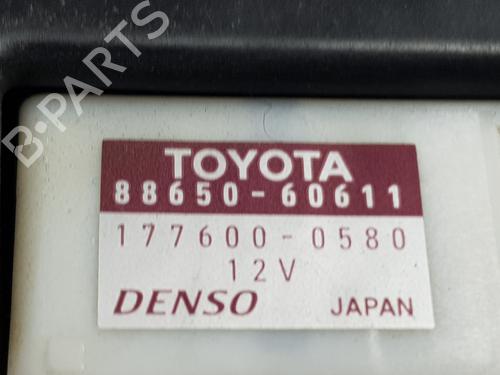 B-PARTS
TOYOTA
88650-60611
177600-0580
12V
DENSO JAPAN